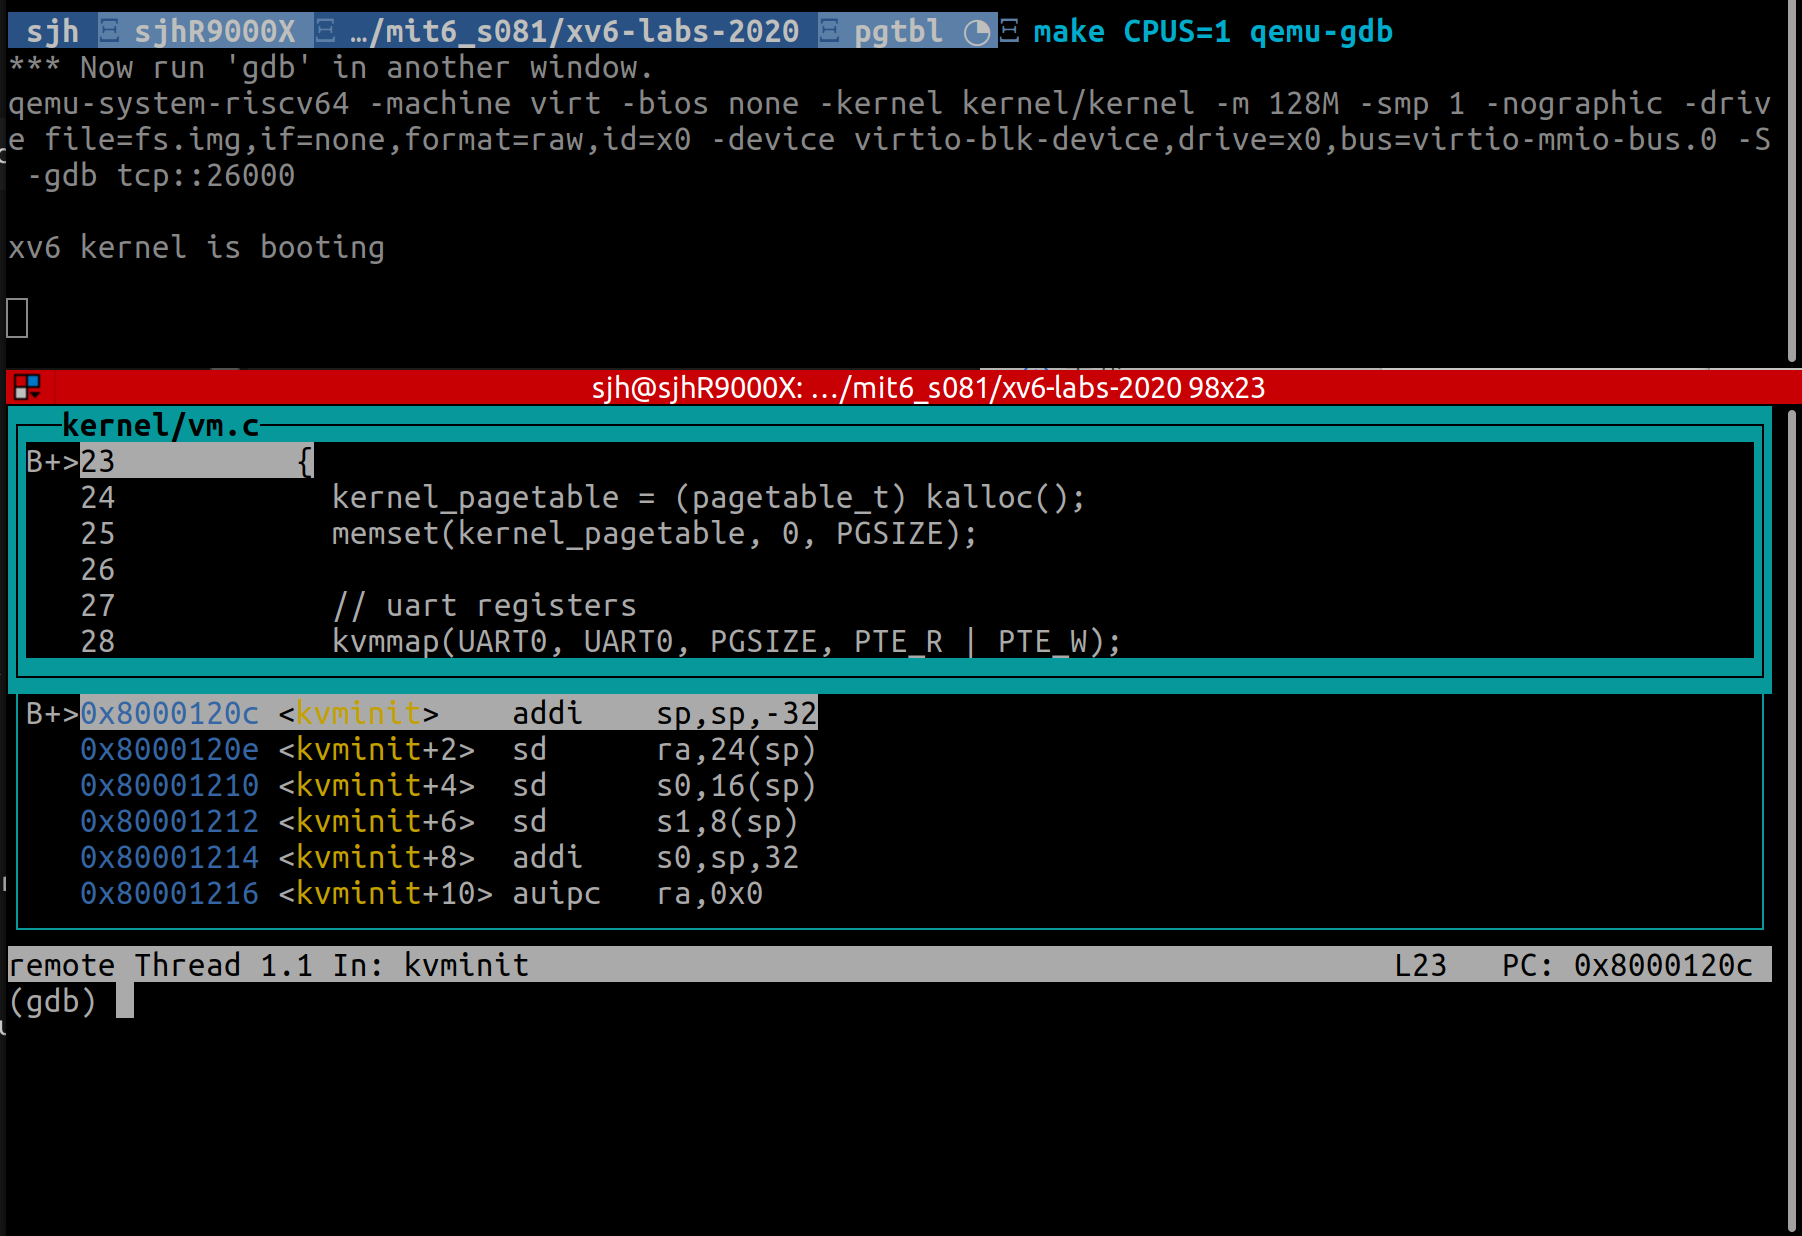 sjh Ξ sjhR9000X Ξ …/mit6_s081/xv6-labs-2020 Ξ pgtbl ◔ Ξ make CPUS=1 qemu-gdb
*** Now run 'gdb' in another window.
qemu-system-riscv64 -machine virt -bios none -kernel kernel/kernel -m 128M -smp 1 -nographic -driv
e file=fs.img,if=none,format=raw,id=x0 -device virtio-blk-device,drive=x0,bus=virtio-mmio-bus.0 -S
-gdb tcp::26000
xv6 kernel is booting
sjh@sjhR9000X: …/mit6_s081/xv6-labs-2020 98x23
kernel/vm.c
B+>23 {
24 kernel_pagetable = (pagetable_t) kalloc();
25 memset(kernel_pagetable, 0, PGSIZE);
26
27 // uart registers
28 kvmmap(UART0, UART0, PGSIZE, PTE_R | PTE_W);
B+>0x8000120c <kvminit> addi sp,sp,-32
0x8000120e <kvminit+2> sd ra,24(sp)
0x80001210 <kvminit+4> sd s0,16(sp)
0x80001212 <kvminit+6> sd s1,8(sp)
0x80001214 <kvminit+8> addi s0,sp,32
0x80001216 <kvminit+10> auipc ra,0x0
remote Thread 1.1 In: kvminit L23 PC: 0x8000120c
(gdb)